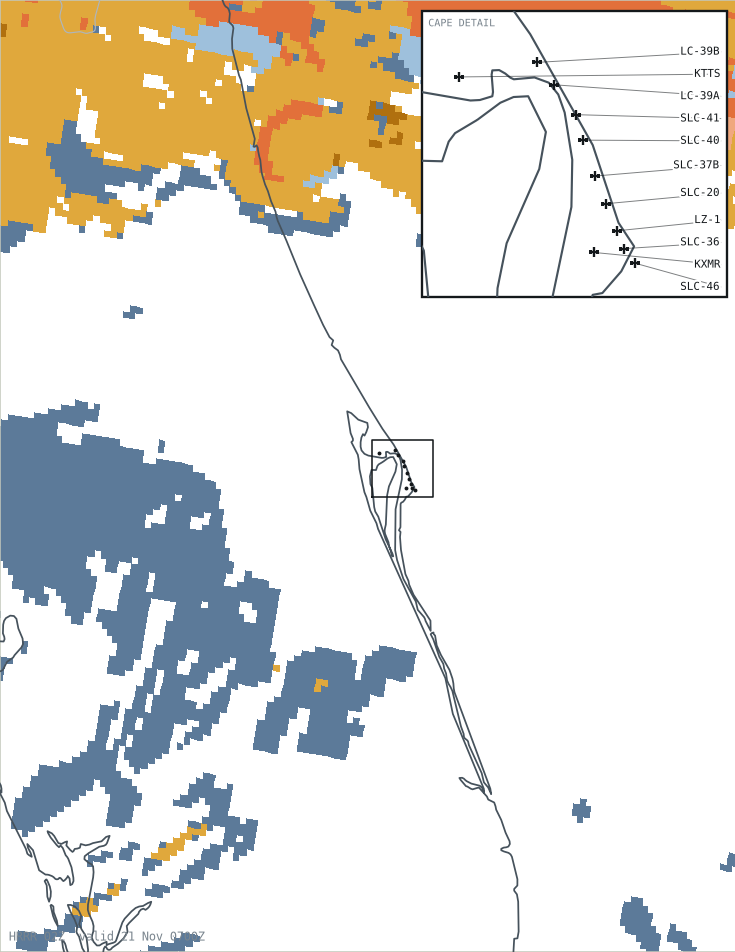 CAPE DETAIL
LC-39B
KTTS
LC-39A
SLC-41
SLC-40
SLC-37B
SLC-20
LZ-1
SLC-36
KXMR
SLC-46
valid 21 Nov